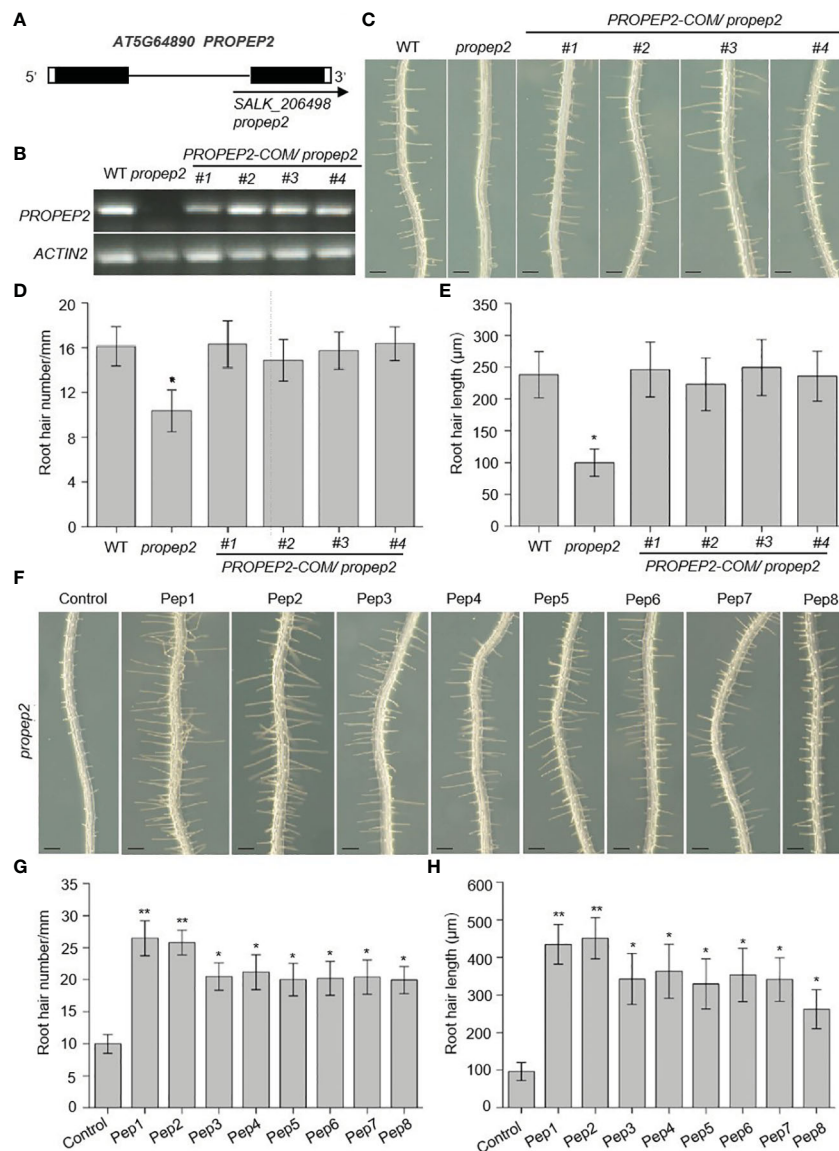 A
AT5G64890 PROPEP2
5' 3'
SALK_206498
propep2
B
PROPEP2-COM/ propep2
WT propep2 #1 #2 #3 #4
PROPEP2
ACTIN2
C
PROPEP2-COM/ propep2
WT propep2 #1 #2 #3 #4
D
Root hair number/mm
20
16
12
8
4
0
*
WT propep2 #1 #2 #3 #4
PROPEP2-COM/ propep2
E
Root hair length (μm)
350
300
250
200
150
100
50
0
*
WT propep2 #1 #2 #3 #4
PROPEP2-COM/ propep2
F
Control Pep1 Pep2 Pep3 Pep4 Pep5 Pep6 Pep7 Pep8
propep2
G
Root hair number/mm
35
30
25
20
15
10
5
0
** ** * * * * * *
Control Pep1 Pep2 Pep3 Pep4 Pep5 Pep6 Pep7 Pep8
H
Root hair length (μm)
600
500
400
300
200
100
0
** ** * * * * * *
Control Pep1 Pep2 Pep3 Pep4 Pep5 Pep6 Pep7 Pep8